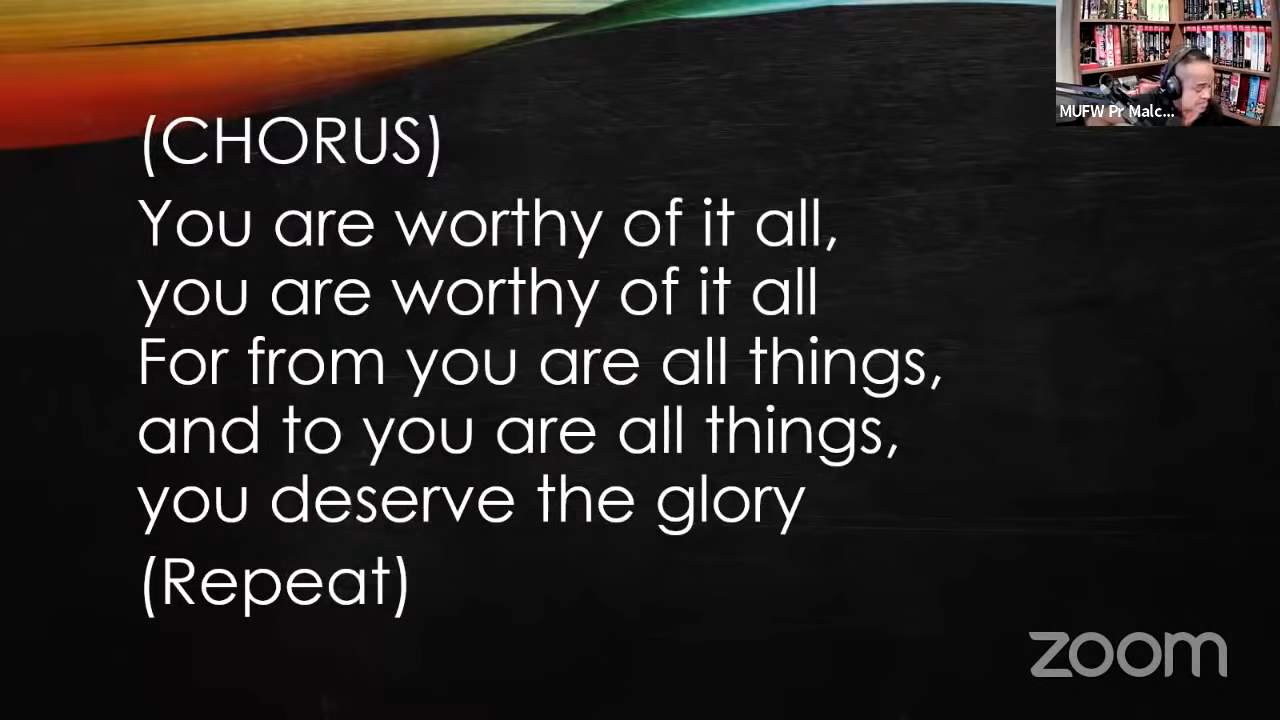 (CHORUS)
You are worthy of it all,
you are worthy of it all
For from you are all things,
and to you are all things,
you deserve the glory
(Repeat)
MUFW Pr Malc...
zoom